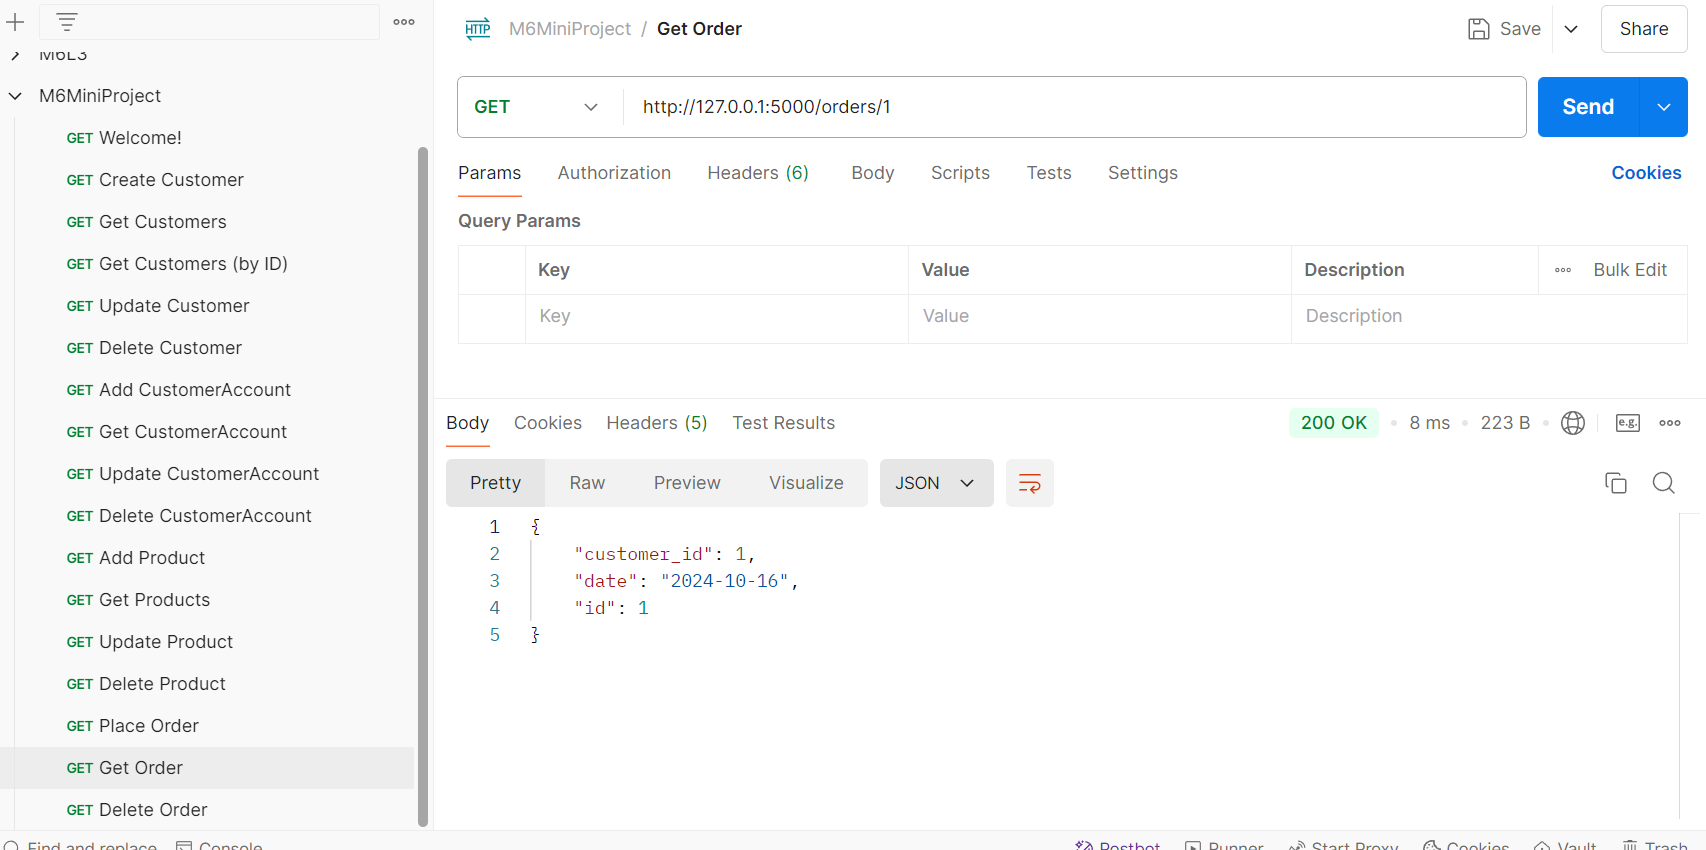 M6L3
M6MiniProject
GET Welcome!
GET Create Customer
GET Get Customers
GET Get Customers (by ID)
GET Update Customer
GET Delete Customer
GET Add CustomerAccount
GET Get CustomerAccount
GET Update CustomerAccount
GET Delete CustomerAccount
GET Add Product
GET Get Products
GET Update Product
GET Delete Product
GET Place Order
GET Get Order
GET Delete Order
HTTP M6MiniProject / Get Order Save Share
GET http://127.0.0.1:5000/orders/1 Send
Params Authorization Headers (6) Body Scripts Tests Settings Cookies
Query Params
Key Value Description Bulk Edit
Key Value Description
Body Cookies Headers (5) Test Results 200 OK 8 ms 223 B e.g.
Pretty Raw Preview Visualize JSON
1 {
2 "customer_id": 1,
3 "date": "2024-10-16",
4 "id": 1
5 }
Find and replace Console Postbot Runner Start Proxy Cookies Vault Trash